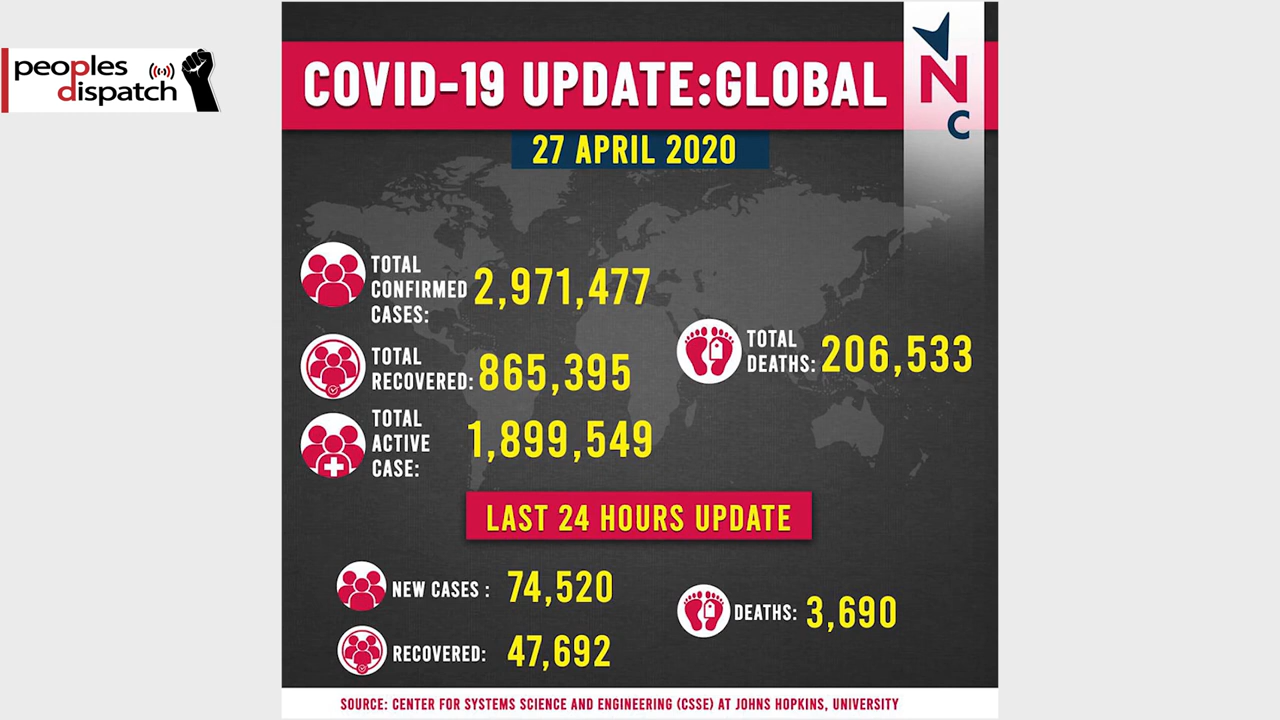 peoples
dispatch
COVID-19 UPDATE:GLOBAL
N
C
27 APRIL 2020
TOTAL
CONFIRMED
CASES:
2,971,477
TOTAL
RECOVERED:
865,395
TOTAL
ACTIVE
CASE:
1,899,549
TOTAL
DEATHS:
206,533
LAST 24 HOURS UPDATE
NEW CASES : 74,520
RECOVERED: 47,692
DEATHS: 3,690
SOURCE: CENTER FOR SYSTEMS SCIENCE AND ENGINEERING (CSSE) AT JOHNS HOPKINS, UNIVERSITY